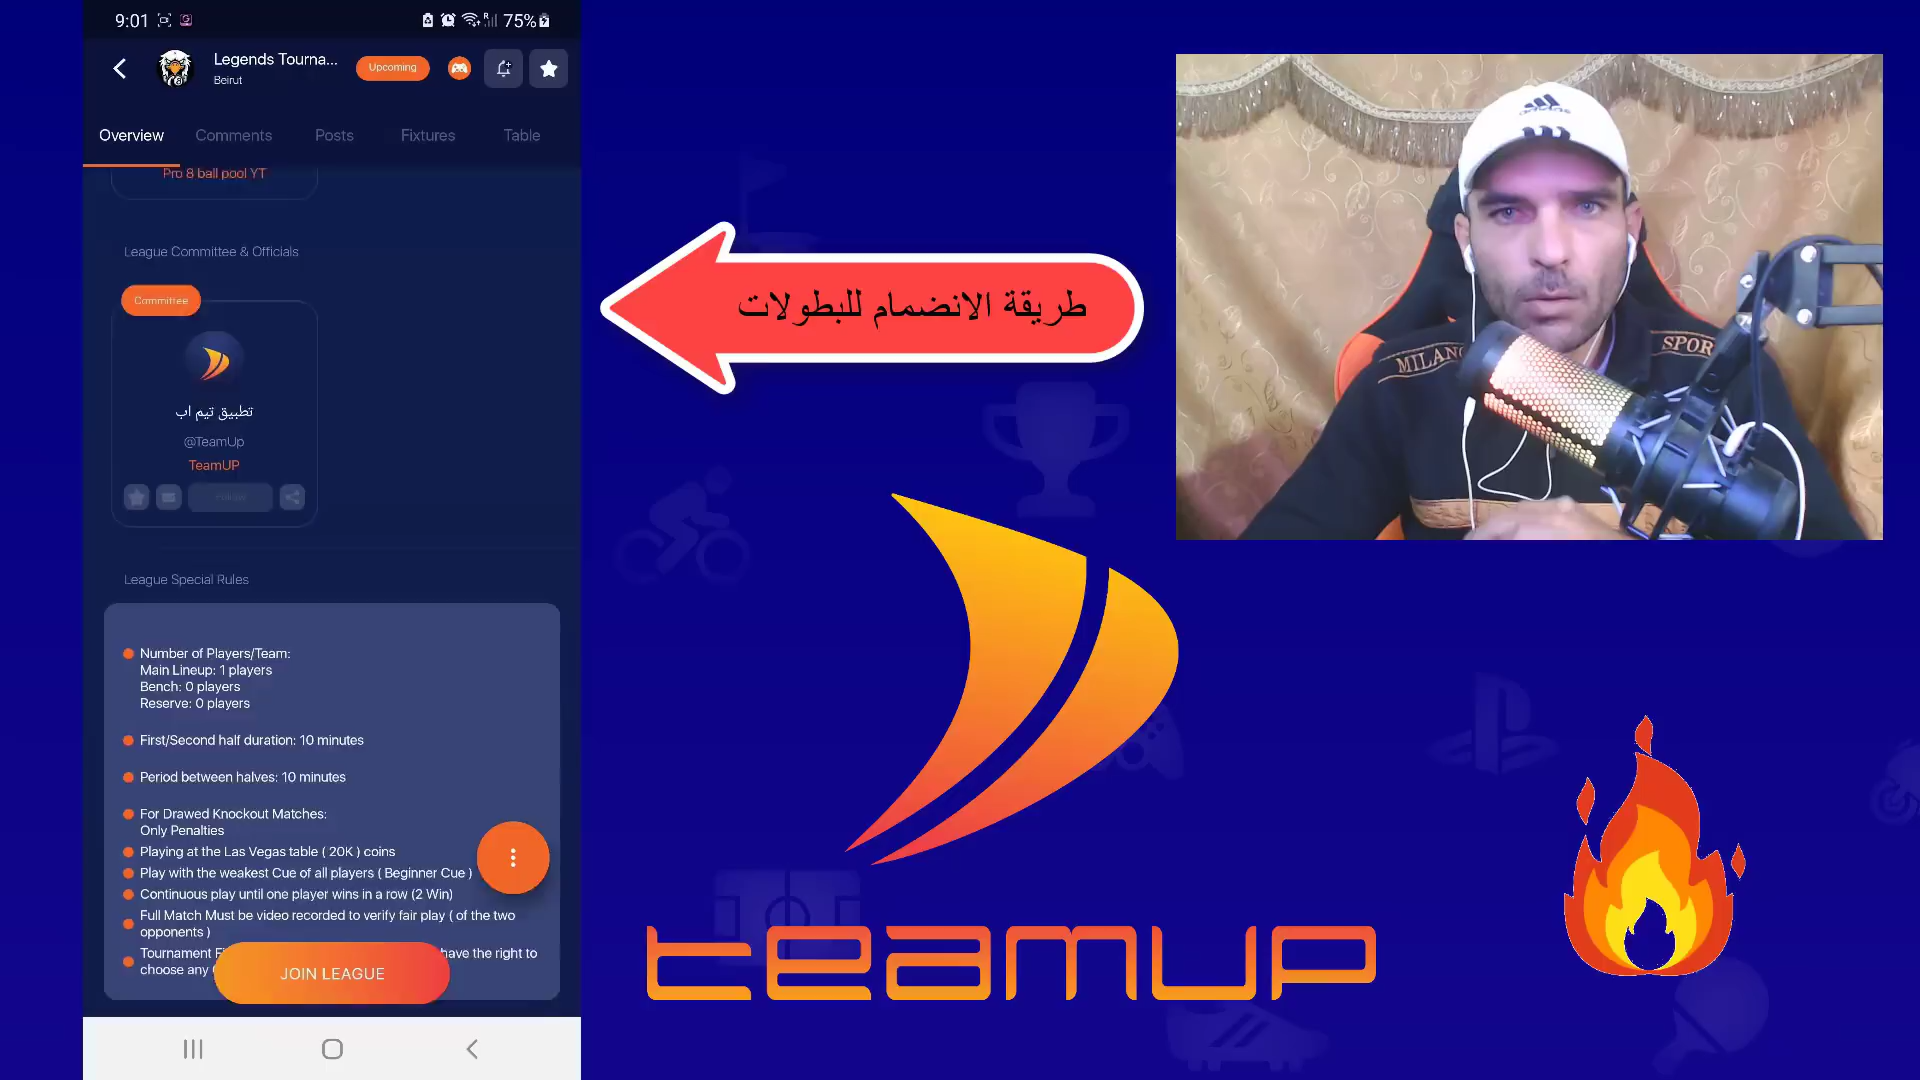 9:01
75%
Legends Tourna...
Beirut
Upcoming
Overview
Comments
Posts
Fixtures
Table
Pro 8 ball pool YT
League Committee & Officials
Committee
تطبيق تيم اب
@TeamUp
TeamUP
Follow
League Special Rules
Number of Players/Team:
Main Lineup: 1 players
Bench: 0 players
Reserve: 0 players
First/Second half duration: 10 minutes
Period between halves: 10 minutes
For Drawed Knockout Matches:
Only Penalties
Playing at the Las Vegas table ( 20K ) coins
Play with the weakest Cue of all players ( Beginner Cue )
Continuous play until one player wins in a row (2 Win)
Full Match Must be video recorded to verify fair play ( of the two
opponents )
Tournament have the right to
choose any
JOIN LEAGUE
طريقة الانضمام للبطولات
teamup
adidas
MILANO
SPOR